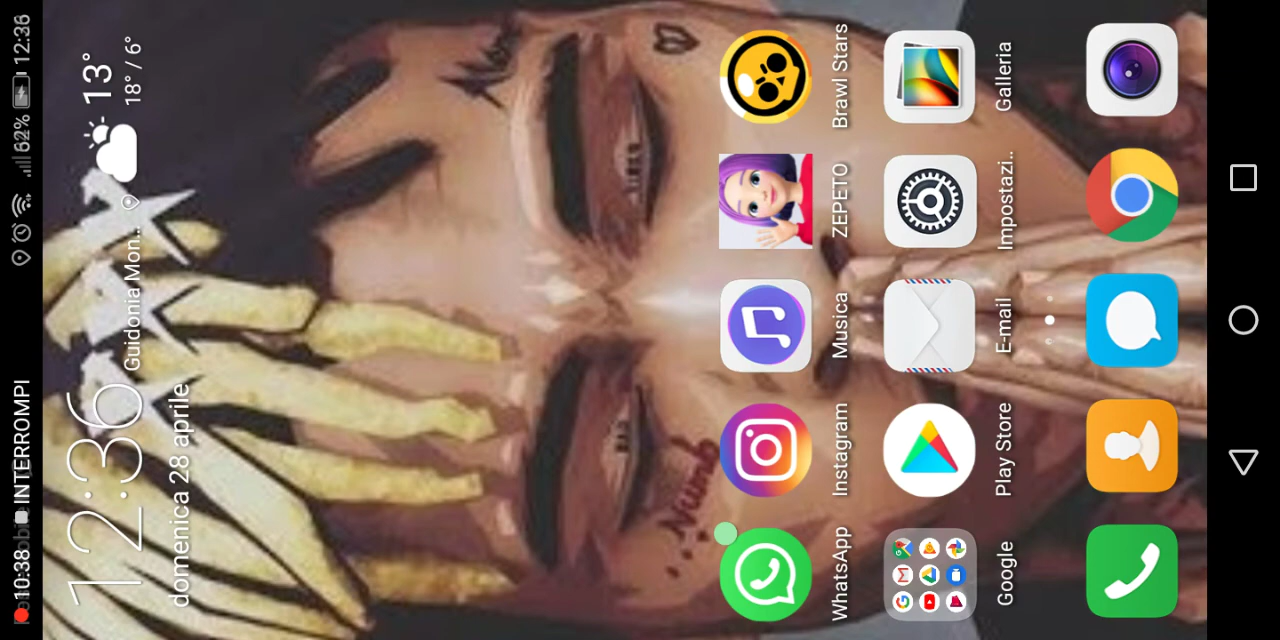 10:38 INTERROMPI 62% 12:36
12:36
Guidonia Mon..
13°
18° / 6°
domenica 28 aprile
Numb
WhatsApp
Instagram
Musica
ZEPETO
Brawl Stars
Google
Play Store
E-mail
Impostazi..
Galleria